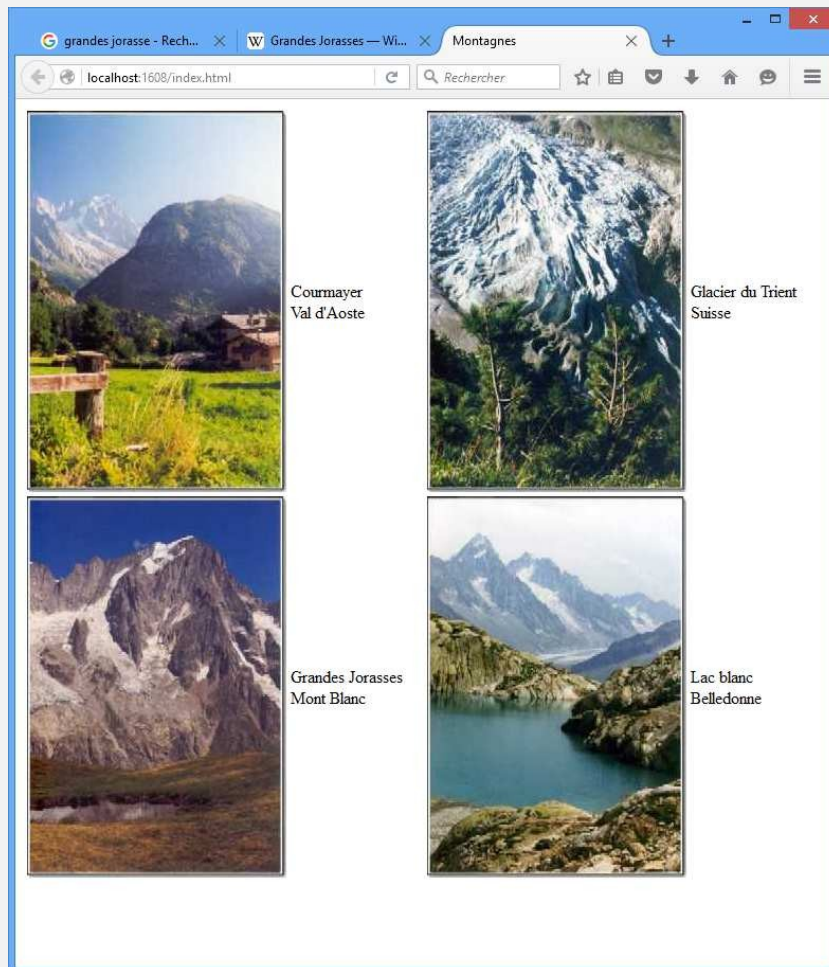 grandes jorasse - Rech...
Grandes Jorasses — Wi...
Montagnes
localhost:1608/index.html
Rechercher
Courmayer
Val d'Aoste
Glacier du Trient
Suisse
Grandes Jorasses
Mont Blanc
Lac blanc
Belledonne